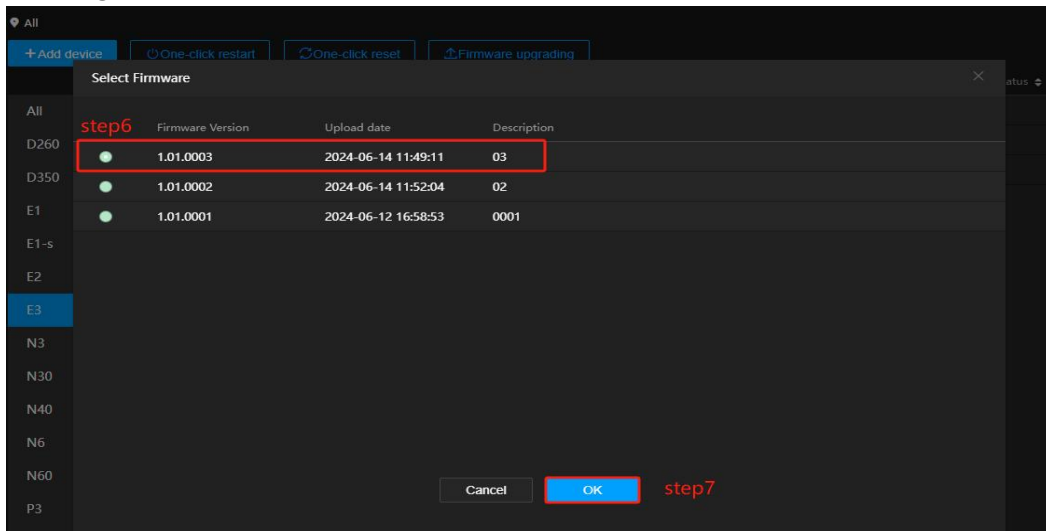 All
+Add device One-click restart One-click reset Firmware upgrading
Select Firmware
atus
step6 Firmware Version Upload date Description
1.01.0003 2024-06-14 11:49:11 03
1.01.0002 2024-06-14 11:52:04 02
1.01.0001 2024-06-12 16:58:53 0001
All
D260
D350
E1
E1-s
E2
E3
N3
N30
N40
N6
N60
P3
Cancel OK step7